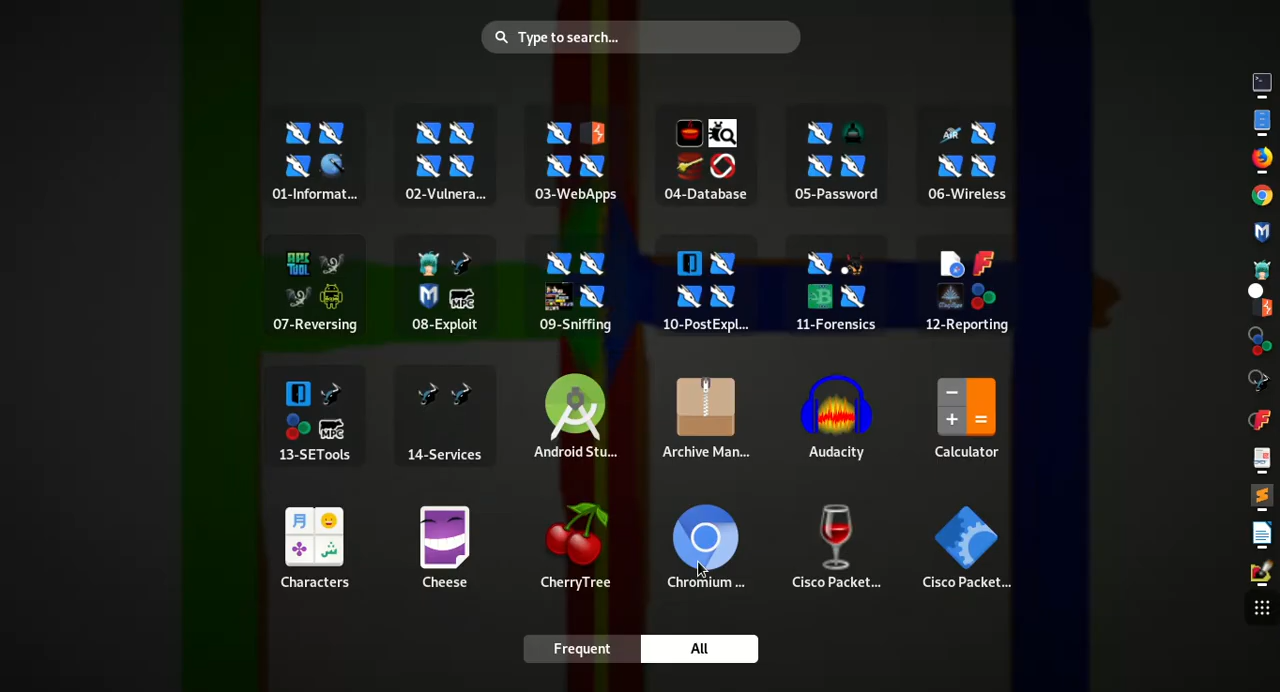 Type to search...
01-Informat...
02-Vulnera...
03-WebApps
04-Database
05-Password
06-Wireless
07-Reversing
08-Exploit
09-Sniffing
10-PostExpl...
11-Forensics
12-Reporting
13-SETools
14-Services
Android Stu...
Archive Man...
Audacity
Calculator
Characters
Cheese
CherryTree
Chromium ...
Cisco Packet...
Cisco Packet...
Frequent
All